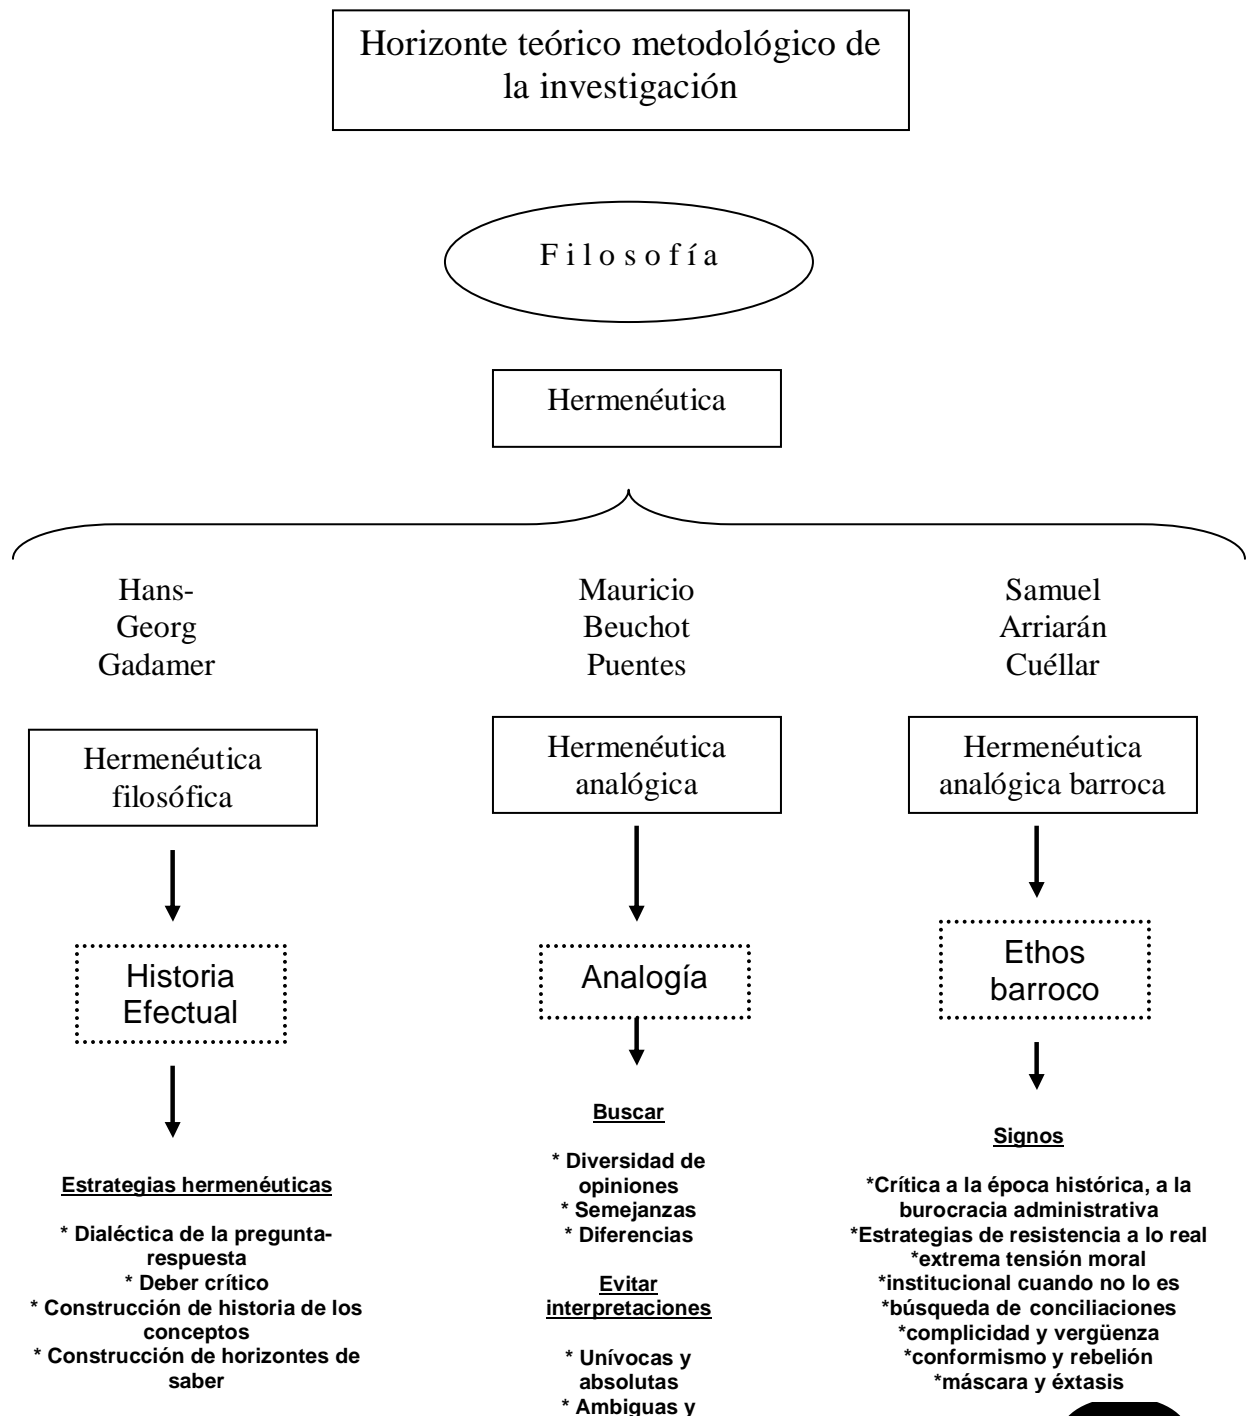 Horizonte teórico metodológico de
la investigación
F i l o s o f í a
Hermenéutica
Hans-
Georg
Gadamer
Mauricio
Beuchot
Puentes
Samuel
Arriarán
Cuéllar
Hermenéutica
filosófica
Hermenéutica
analógica
Hermenéutica
analógica barroca
Historia
Efectual
Analogía
Ethos
barroco
Estrategias hermenéuticas
* Dialéctica de la pregunta-
respuesta
* Deber crítico
* Construcción de historia de los
conceptos
* Construcción de horizontes de
saber
Buscar
* Diversidad de
opiniones
* Semejanzas
* Diferencias
Evitar
interpretaciones
* Unívocas y
absolutas
* Ambiguas y
Signos
*Crítica a la época histórica, a la
burocracia administrativa
*Estrategias de resistencia a lo real
*extrema tensión moral
*institucional cuando no lo es
*búsqueda de conciliaciones
*complicidad y vergüenza
*conformismo y rebelión
*máscara y éxtasis